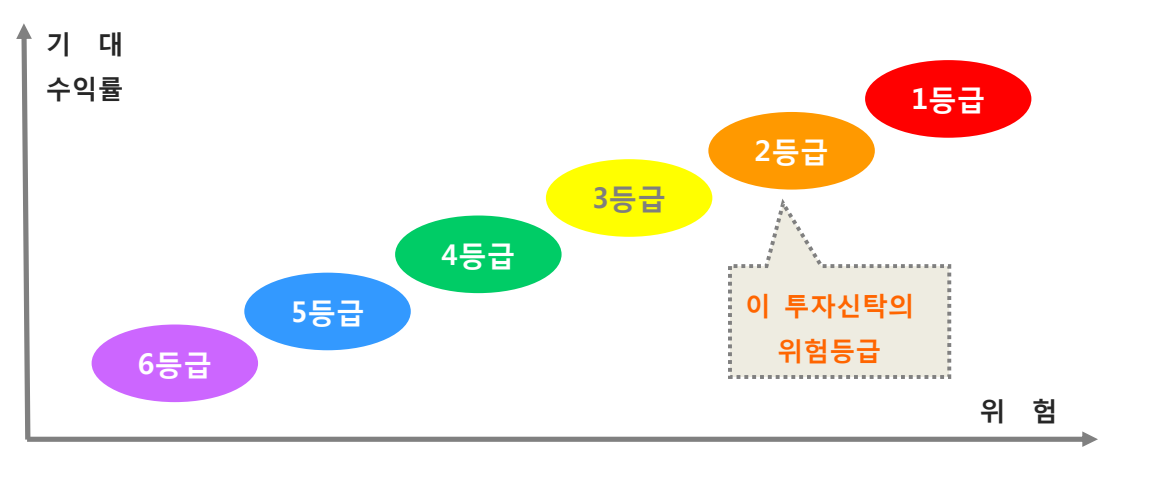 기 대
수익률
1등급
2등급
3등급
4등급
5등급
6등급
이 투자신탁의
위험등급
위 험